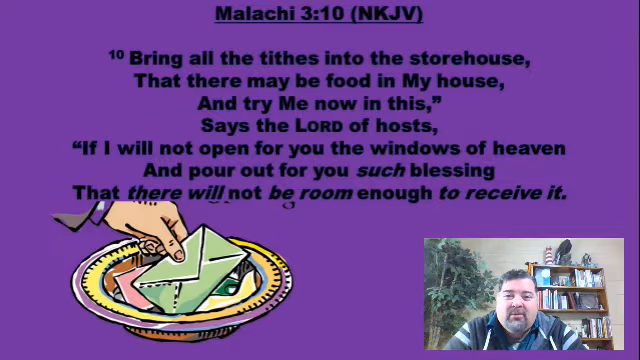 Malachi 3:10 (NKJV)
10 Bring all the tithes into the storehouse,
That there may be food in My house,
And try Me now in this,”
Says the LORD of hosts,
“If I will not open for you the windows of heaven
And pour out for you such blessing
That there will not be room enough to receive it.